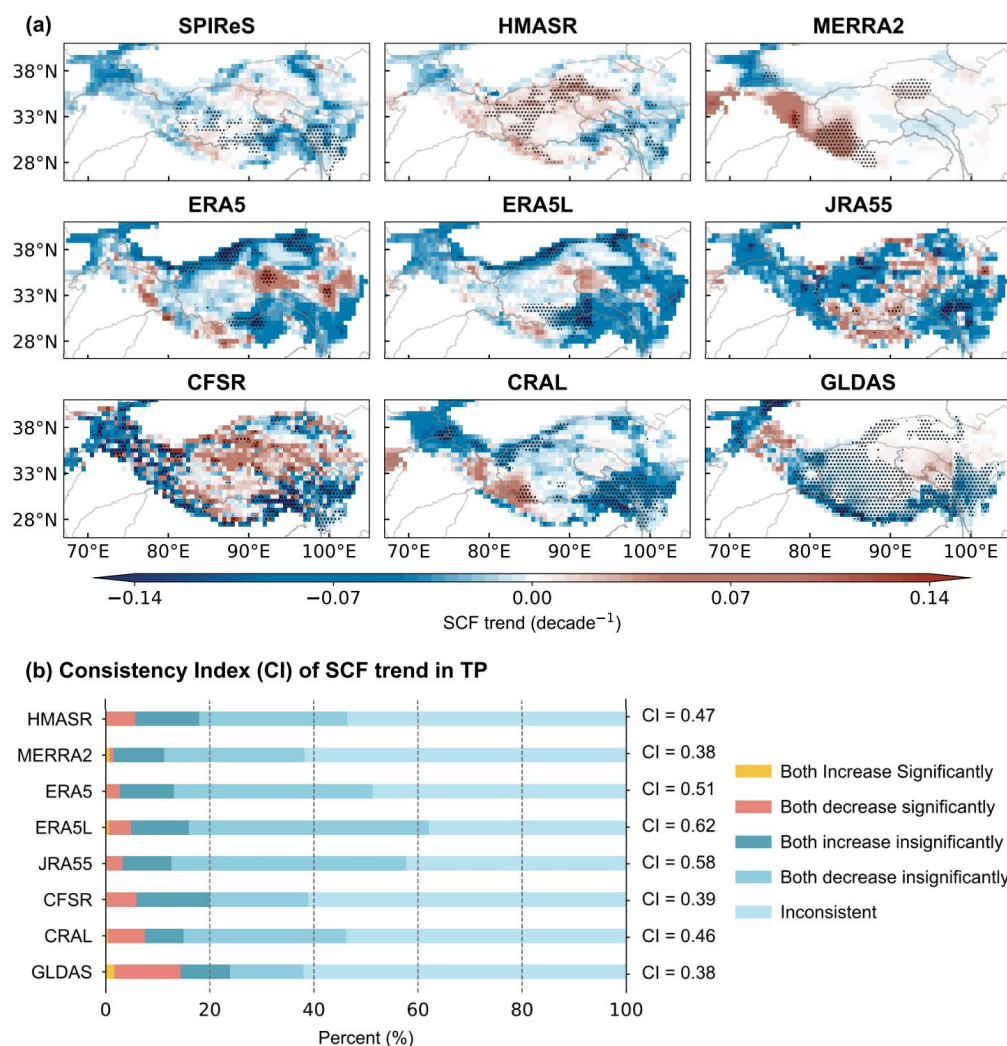 (a)
SPIReS
HMASR
MERRA2
38°N
33°N
28°N
ERA5
ERA5L
JRA55
38°N
33°N
28°N
CFSR
CRAL
GLDAS
38°N
33°N
28°N
70°E 80°E 90°E 100°E 70°E 80°E 90°E 100°E 70°E 80°E 90°E 100°E
−0.14 −0.07 0.00 0.07 0.14
SCF trend (decade⁻¹)
(b) Consistency Index (CI) of SCF trend in TP
HMASR CI = 0.47
MERRA2 CI = 0.38
ERA5 CI = 0.51
ERA5L CI = 0.62
JRA55 CI = 0.58
CFSR CI = 0.39
CRAL CI = 0.46
GLDAS CI = 0.38
0 20 40 60 80 100
Percent (%)
Both Increase Significantly
Both decrease significantly
Both increase insignificantly
Both decrease insignificantly
Inconsistent